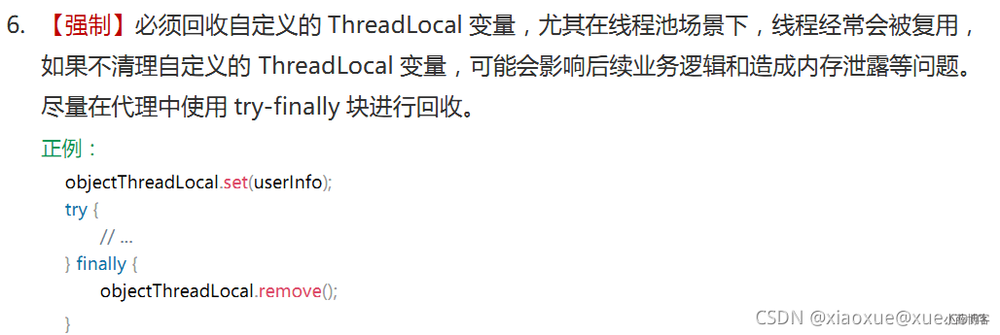 6. 【强制】必须回收自定义的 ThreadLocal 变量，尤其在线程池场景下，线程经常会被复用，
如果不清理自定义的 ThreadLocal 变量，可能会影响后续业务逻辑和造成内存泄露等问题。
尽量在代理中使用 try-finally 块进行回收。
正例：
objectThreadLocal.set(userInfo);
try {
// ...
} finally {
objectThreadLocal.remove();
}
CSDN @xiaoxue@xue